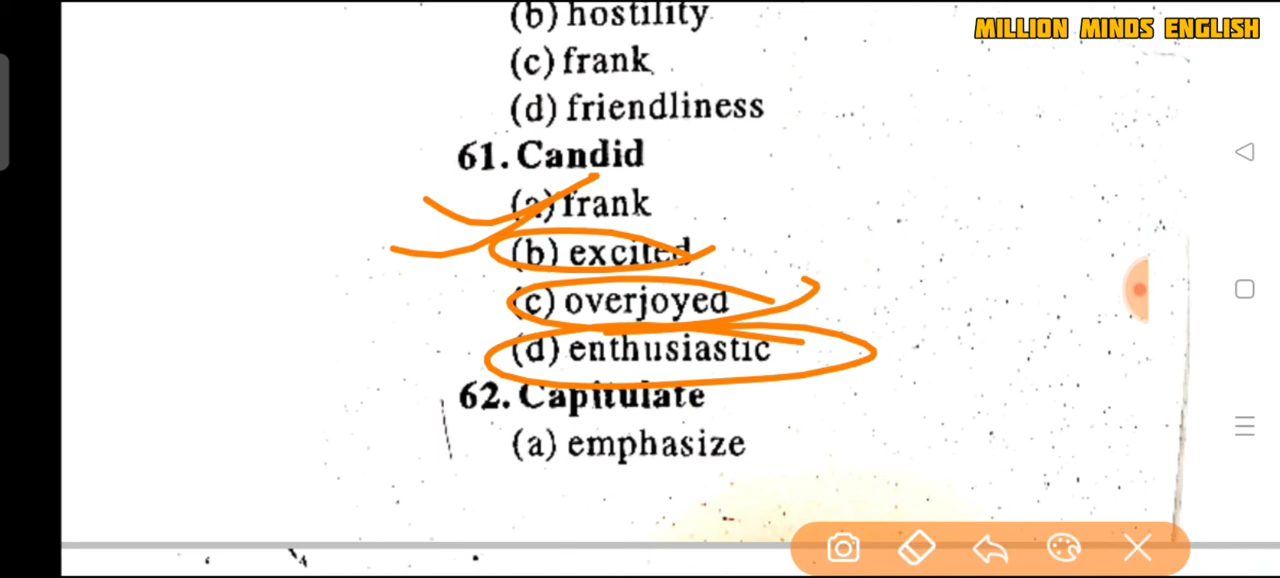 MILLION MINDS ENGLISH
(b) hostility
(c) frank
(d) friendliness
61. Candid
(a) frank
(b) excited
(c) overjoyed
(d) enthusiastic
62. Capitulate
(a) emphasize